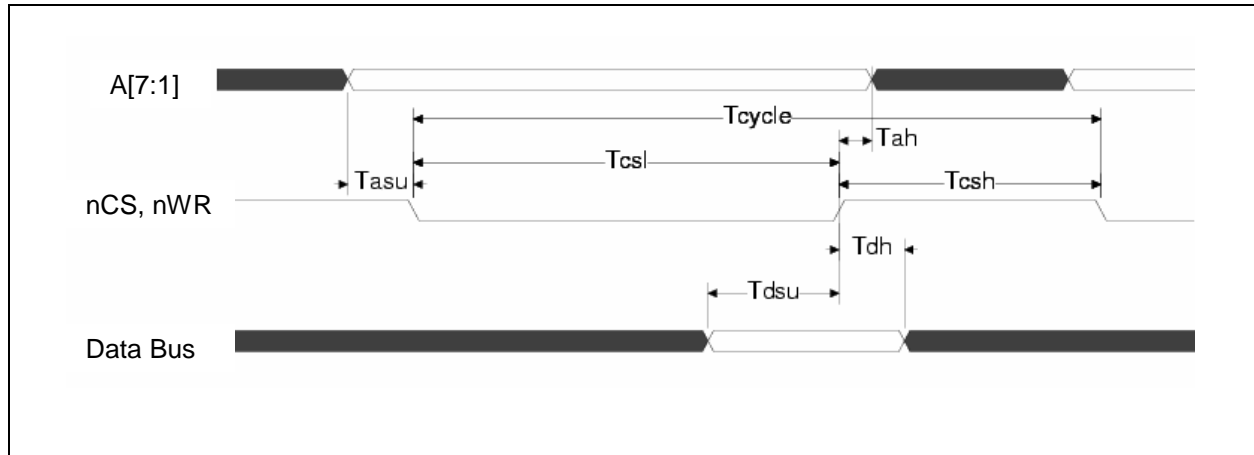 A[7:1]
Tcycle
Tah
Tcsl
Tasu
Tcsh
nCS, nWR
Tdh
Tdsu
Data Bus